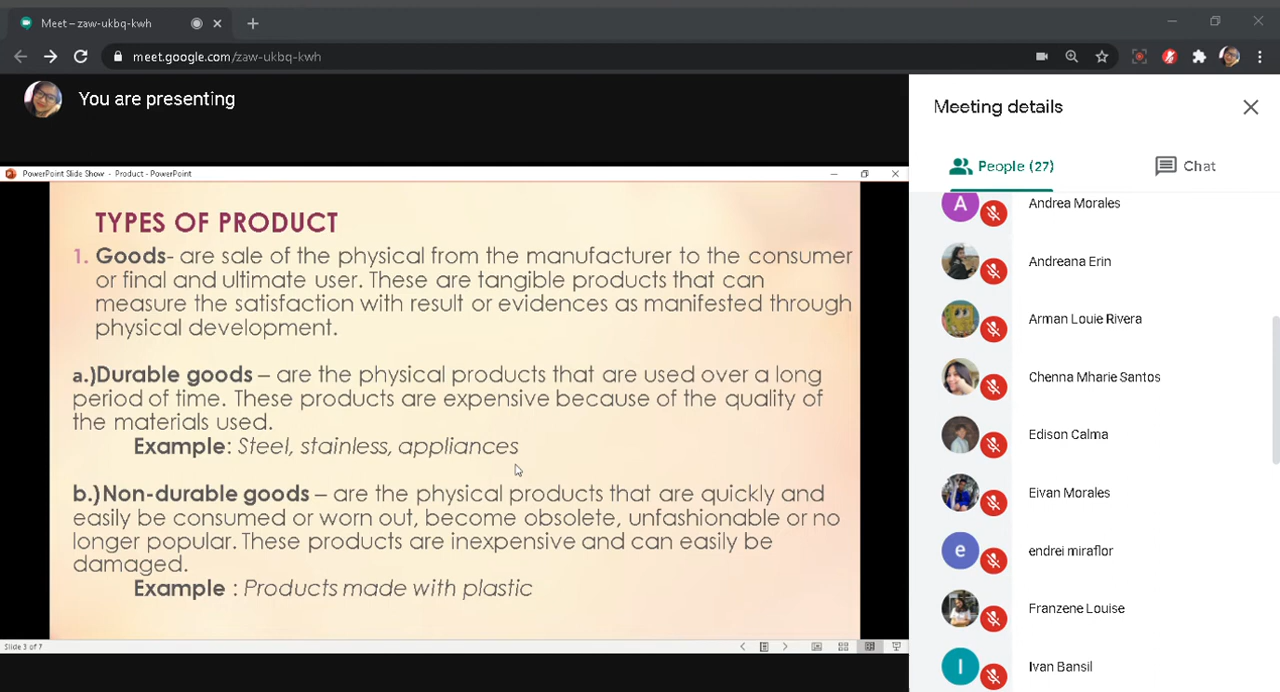 Meet – zaw-ukbq-kwh
meet.google.com/zaw-ukbq-kwh
You are presenting
PowerPoint Slide Show - Product - PowerPoint
TYPES OF PRODUCT
1. Goods- are sale of the physical from the manufacturer to the consumer
or final and ultimate user. These are tangible products that can
measure the satisfaction with result or evidences as manifested through
physical development.
a.)Durable goods – are the physical products that are used over a long
period of time. These products are expensive because of the quality of
the materials used.
Example: Steel, stainless, appliances
b.)Non-durable goods – are the physical products that are quickly and
easily be consumed or worn out, become obsolete, unfashionable or no
longer popular. These products are inexpensive and can easily be
damaged.
Example : Products made with plastic
Slide 3 of 7
Meeting details
People (27)
Chat
A
Andrea Morales
Andreana Erin
Arman Louie Rivera
Chenna Mharie Santos
Edison Calma
Eivan Morales
e
endrei miraflor
Franzene Louise
I
Ivan Bansil